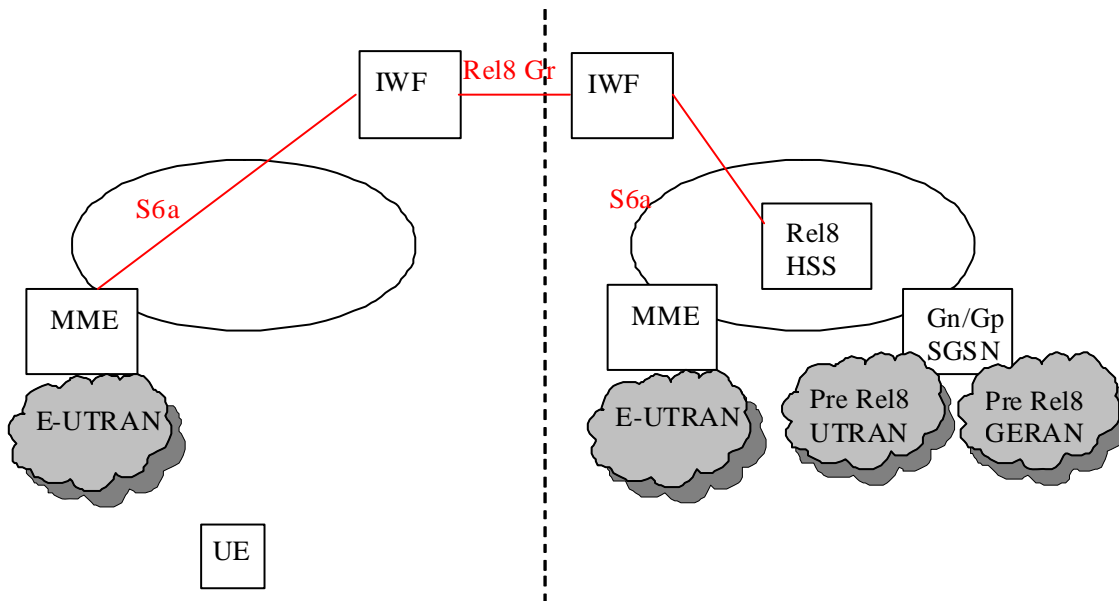 IWF
Rel8 Gr
IWF
S6a
S6a
Rel8
HSS
MME
MME
Gn/Gp
SGSN
E-UTRAN
E-UTRAN
Pre Rel8
UTRAN
Pre Rel8
GERAN
UE